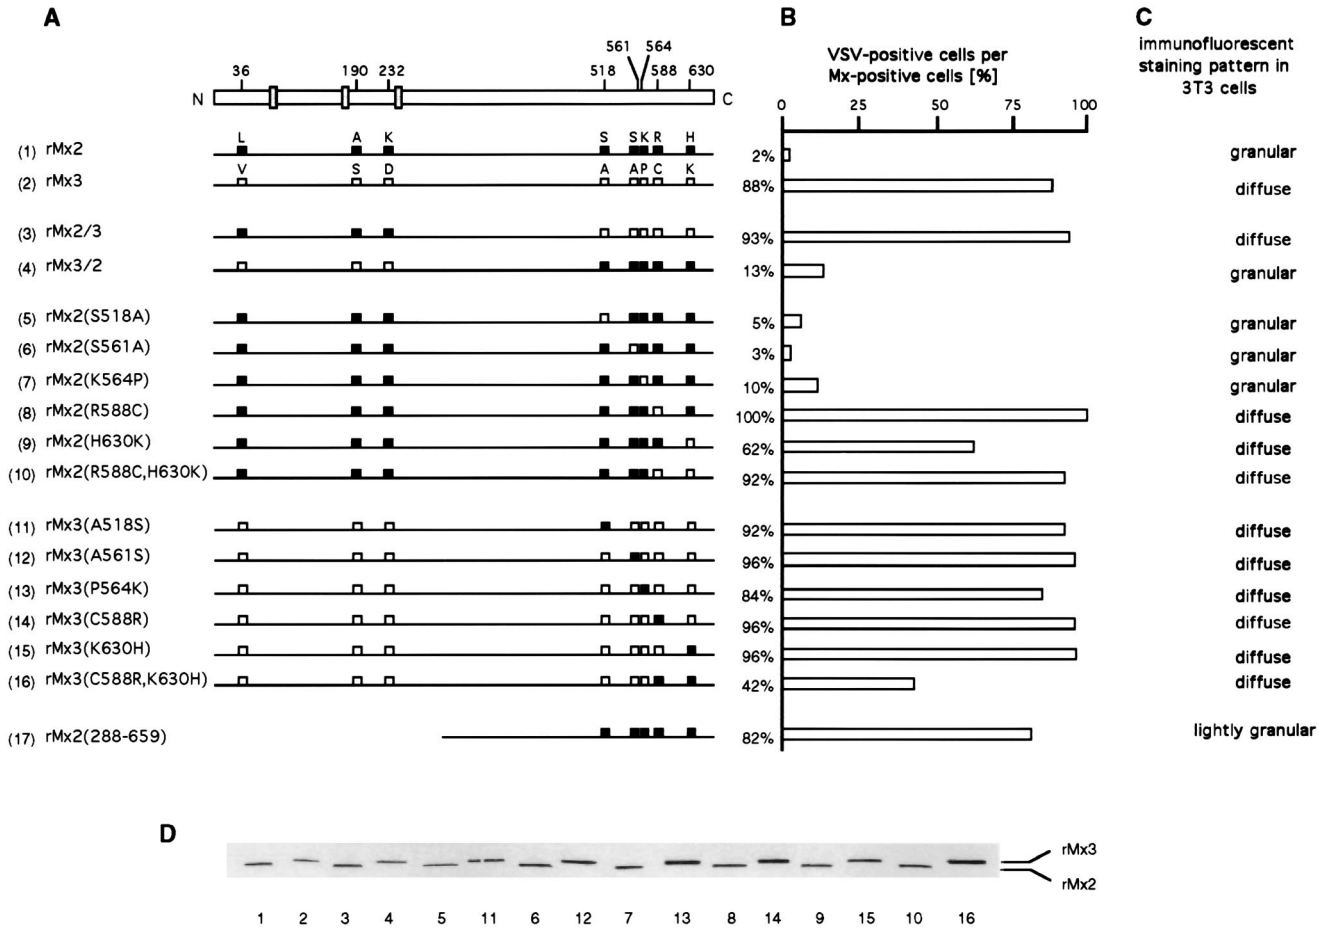 A
B
C
VSV-positive cells per
Mx-positive cells [%]
immunofluorescent
staining pattern in
3T3 cells
561 564
36 190 232 518 588 630
N C
0 25 50 75 100
L A K S S K R H
(1) rMx2 2% granular
V S D A A P C K
(2) rMx3 88% diffuse
(3) rMx2/3 93% diffuse
(4) rMx3/2 13% granular
(5) rMx2(S518A) 5% granular
(6) rMx2(S561A) 3% granular
(7) rMx2(K564P) 10% granular
(8) rMx2(R588C) 100% diffuse
(9) rMx2(H630K) 62% diffuse
(10) rMx2(R588C,H630K) 92% diffuse
(11) rMx3(A518S) 92% diffuse
(12) rMx3(A561S) 96% diffuse
(13) rMx3(P564K) 84% diffuse
(14) rMx3(C588R) 96% diffuse
(15) rMx3(K630H) 96% diffuse
(16) rMx3(C588R,K630H) 42% diffuse
(17) rMx2(288-659) 82% lightly granular
D
rMx3
rMx2
1 2 3 4 5 11 6 12 7 13 8 14 9 15 10 16